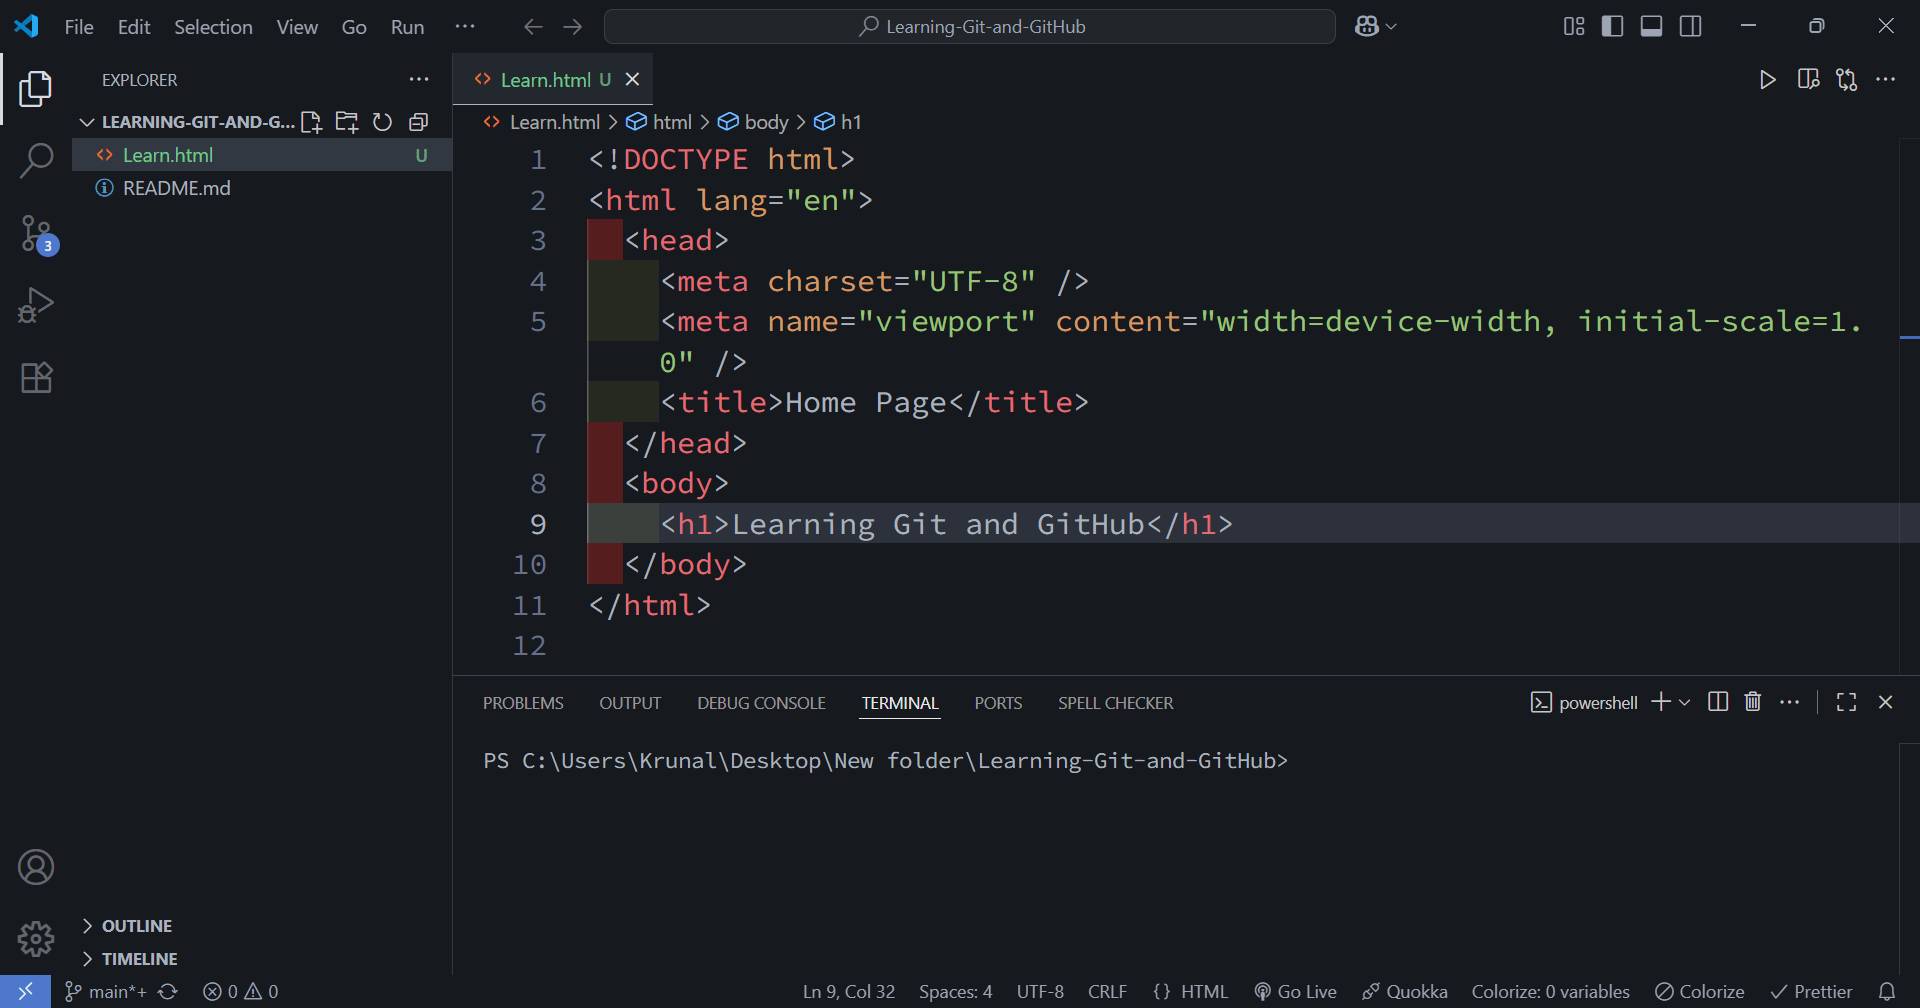 File Edit Selection View Go Run ··· Learning-Git-and-GitHub
EXPLORER ···
LEARNING-GIT-AND-G...
Learn.html U
README.md
3
OUTLINE
TIMELINE
Learn.html U
Learn.html > html > body > h1
1 <!DOCTYPE html>
2 <html lang="en">
3 <head>
4 <meta charset="UTF-8" />
5 <meta name="viewport" content="width=device-width, initial-scale=1.
0" />
6 <title>Home Page</title>
7 </head>
8 <body>
9 <h1>Learning Git and GitHub</h1>
10 </body>
11 </html>
12
PROBLEMS OUTPUT DEBUG CONSOLE TERMINAL PORTS SPELL CHECKER powershell
PS C:\Users\Krunal\Desktop\New folder\Learning-Git-and-GitHub>
main*+ 0 0 Ln 9, Col 32 Spaces: 4 UTF-8 CRLF {} HTML Go Live Quokka Colorize: 0 variables Colorize Prettier